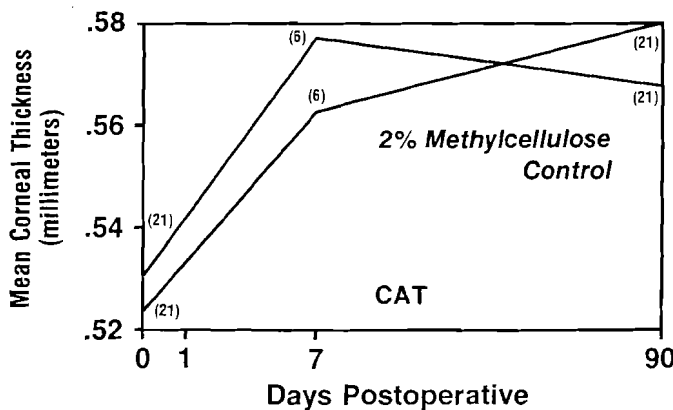 Mean Corneal Thickness
(millimeters)
.58
.56
.54
.52
(6)
(21)
(6)
(21)
2% Methylcellulose
Control
(21)
(21)
CAT
0 1 7 90
Days Postoperative